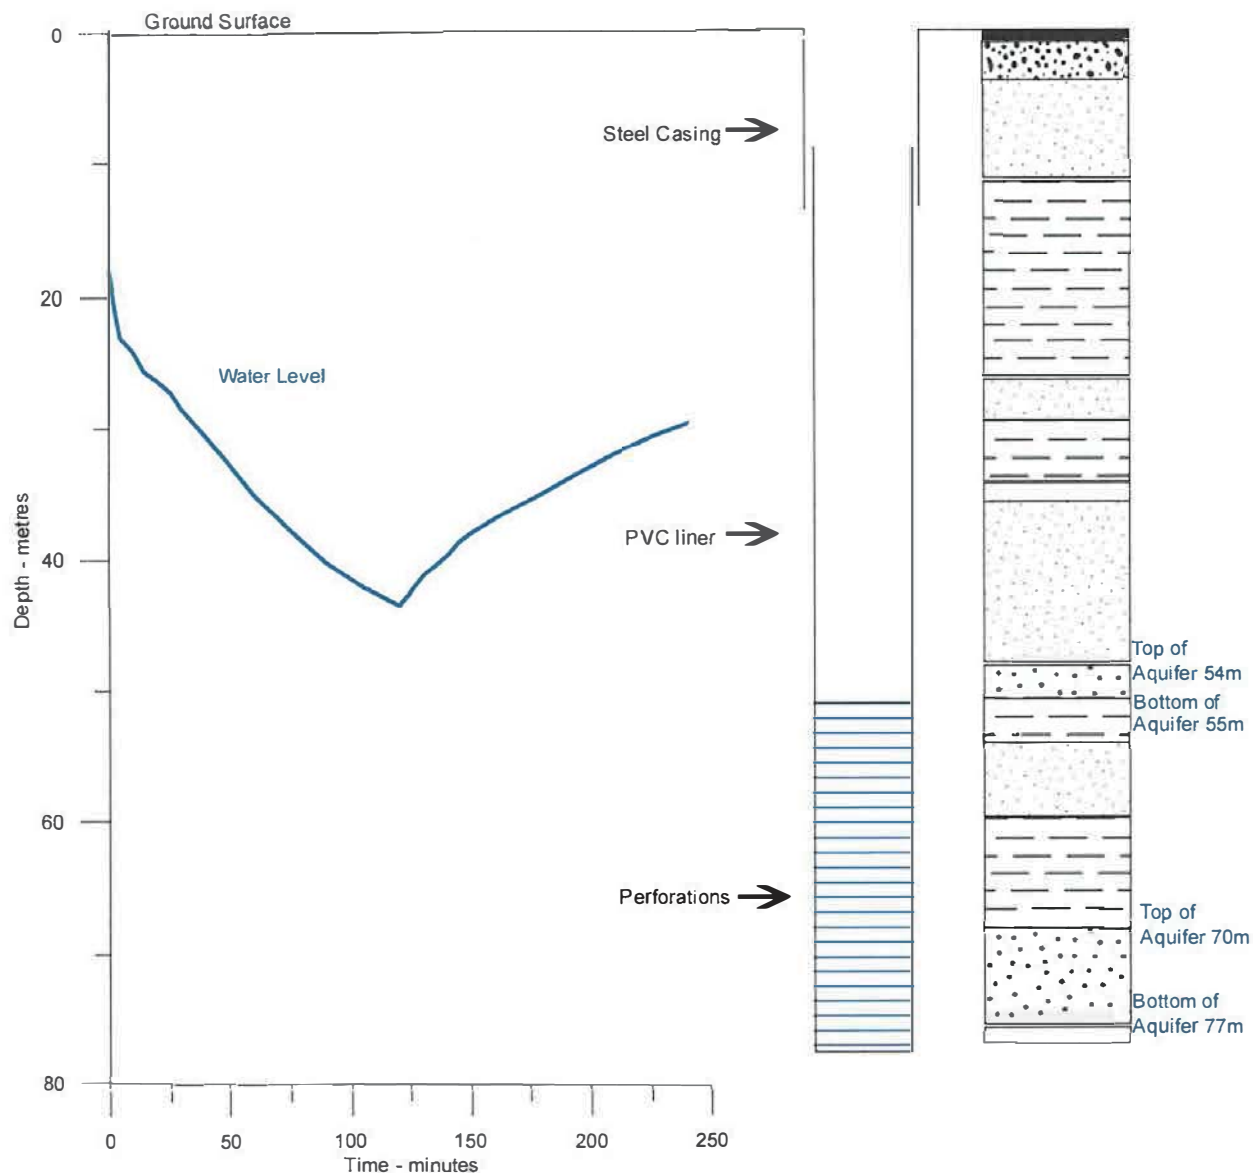 Ground Surface
0
Steel Casing
20
Water Level
PVC liner
Depth - metres
40
Top of
Aquifer 54m
Bottom of
Aquifer 55m
60
Perforations
Top of
Aquifer 70m
Bottom of
Aquifer 77m
80
0 50 100 150 200 250
Time - minutes